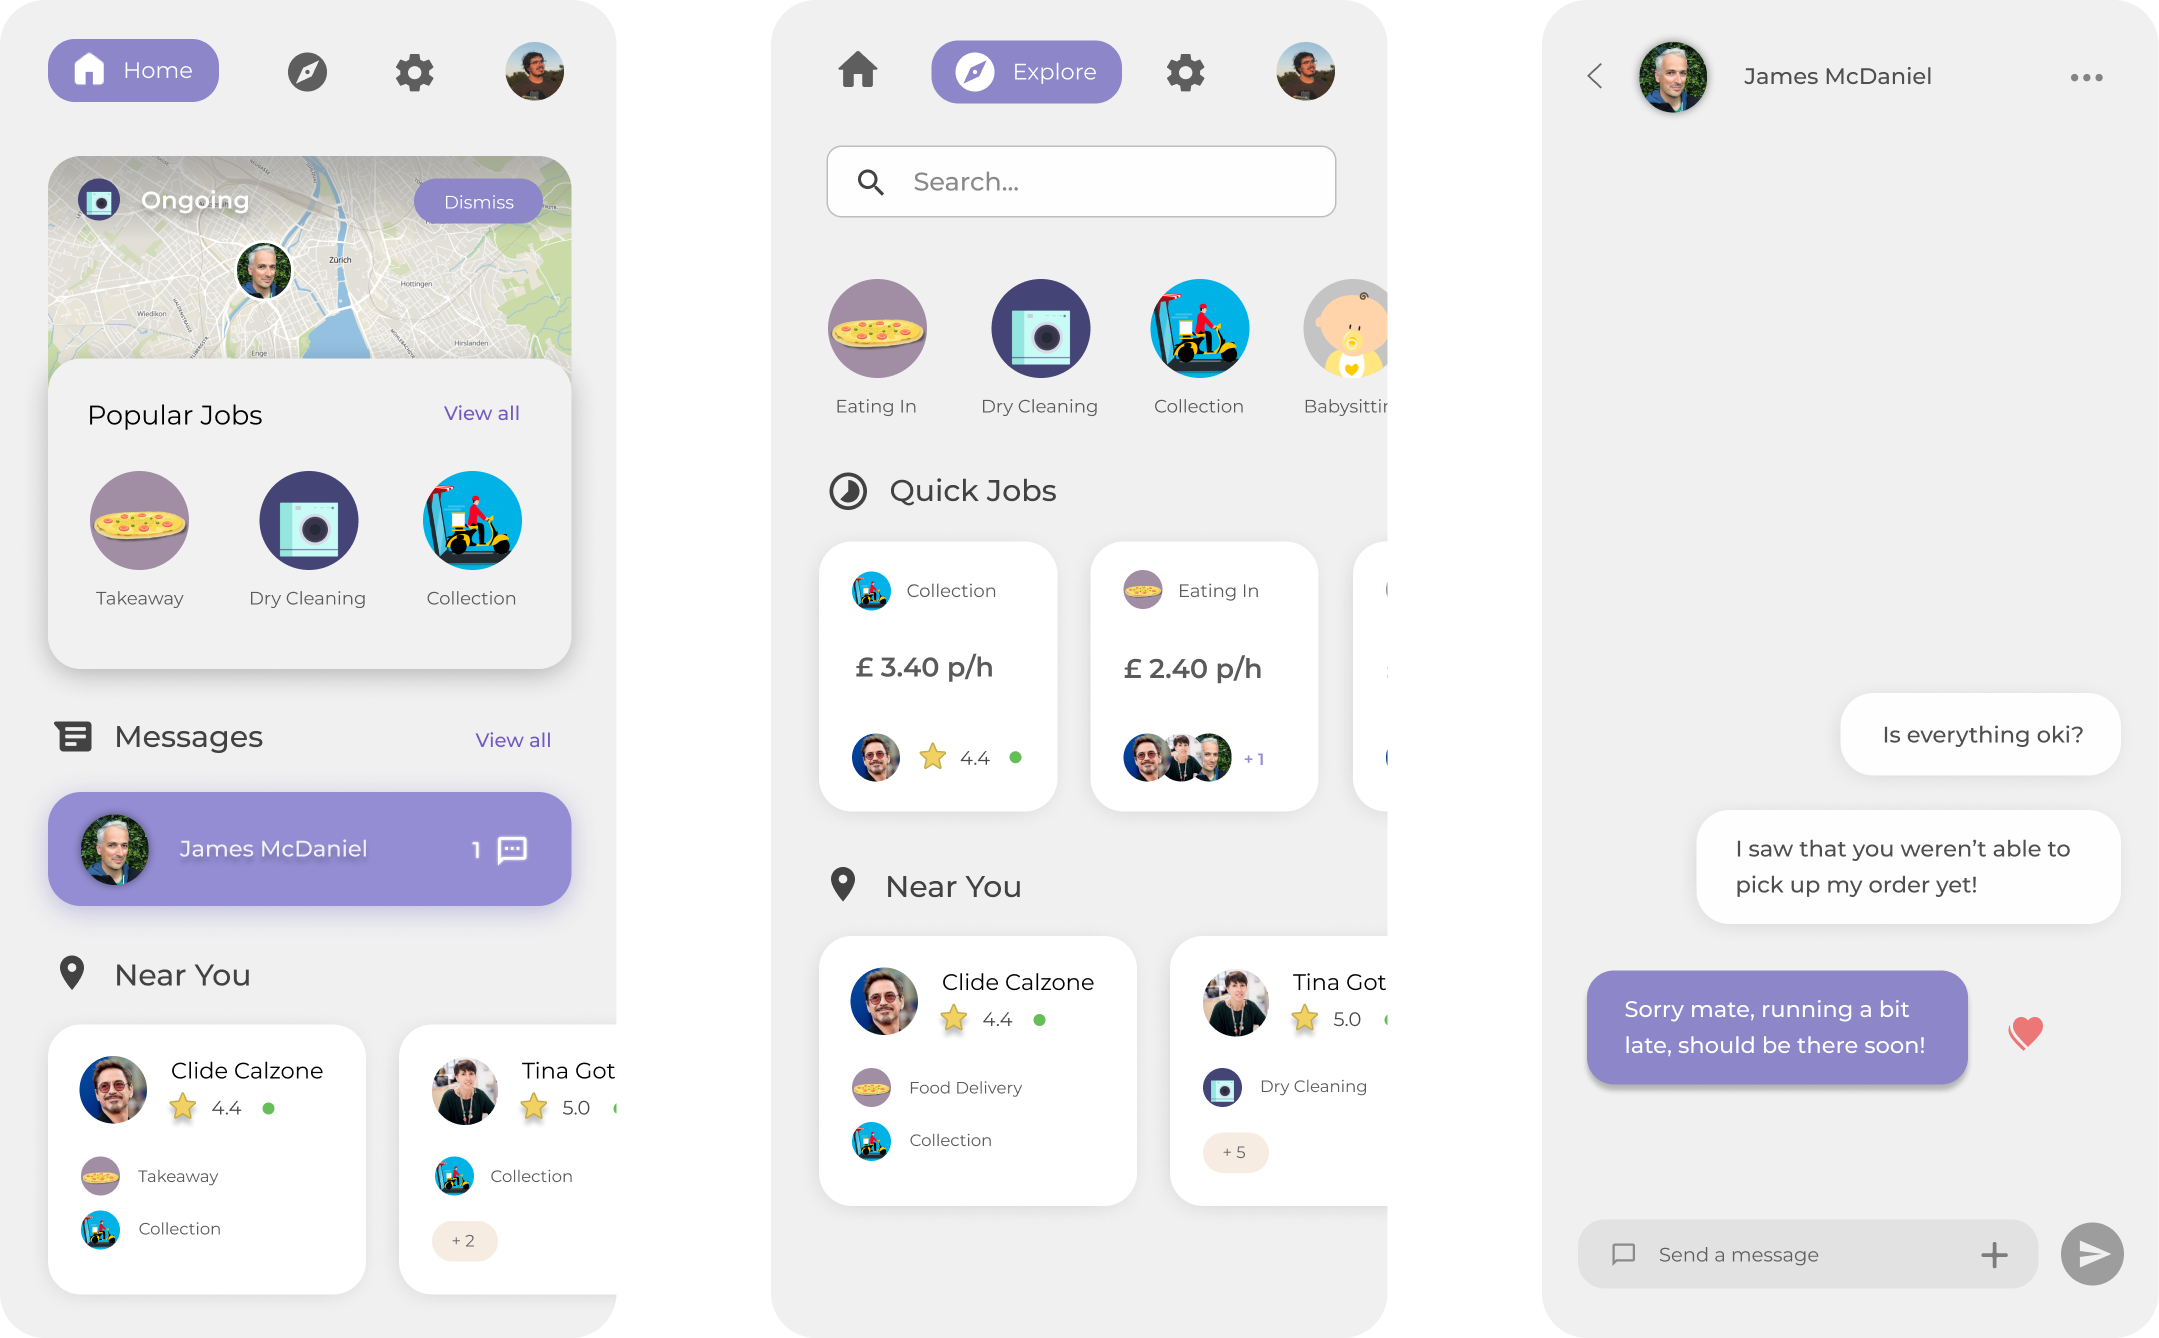 Home
Ongoing
Dismiss
Zürich
Hottingen
Wiedikon
Hirslanden
Enge
Popular Jobs
View all
Takeaway
Dry Cleaning
Collection
Messages
View all
James McDaniel
1
Near You
Clide Calzone
4.4
Takeaway
Collection
Tina Got
5.0
Collection
+ 2
Explore
Search...
Eating In
Dry Cleaning
Collection
Babysittin
Quick Jobs
Collection
£ 3.40 p/h
4.4
Eating In
£ 2.40 p/h
+ 1
Near You
Clide Calzone
4.4
Food Delivery
Collection
Tina Got
5.0
Dry Cleaning
+ 5
James McDaniel
Is everything oki?
I saw that you weren’t able to
pick up my order yet!
Sorry mate, running a bit
late, should be there soon!
Send a message